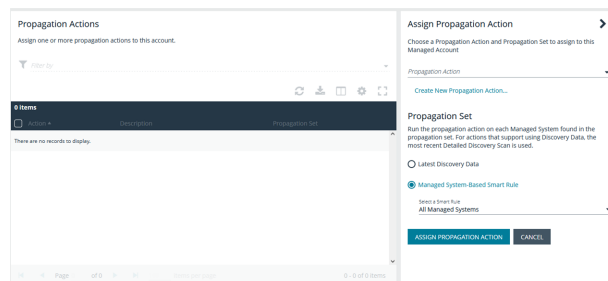 Propagation Actions
Assign one or more propagation actions to this account.
Filter by
0 items
Action
Description
Propagation Set
There are no records to display.
Page
of 0
items per page
0 - 0 of 0 items
Assign Propagation Action
Choose a Propagation Action and Propagation Set to assign to this
Managed Account
Propagation Action
Create New Propagation Action...
Propagation Set
Run the propagation action on each Managed System found in the
propagation set. For actions that support using Discovery Data, the
most recent Detailed Discovery Scan is used.
Latest Discovery Data
Managed System-Based Smart Rule
Select a Smart Rule
All Managed Systems
ASSIGN PROPAGATION ACTION
CANCEL